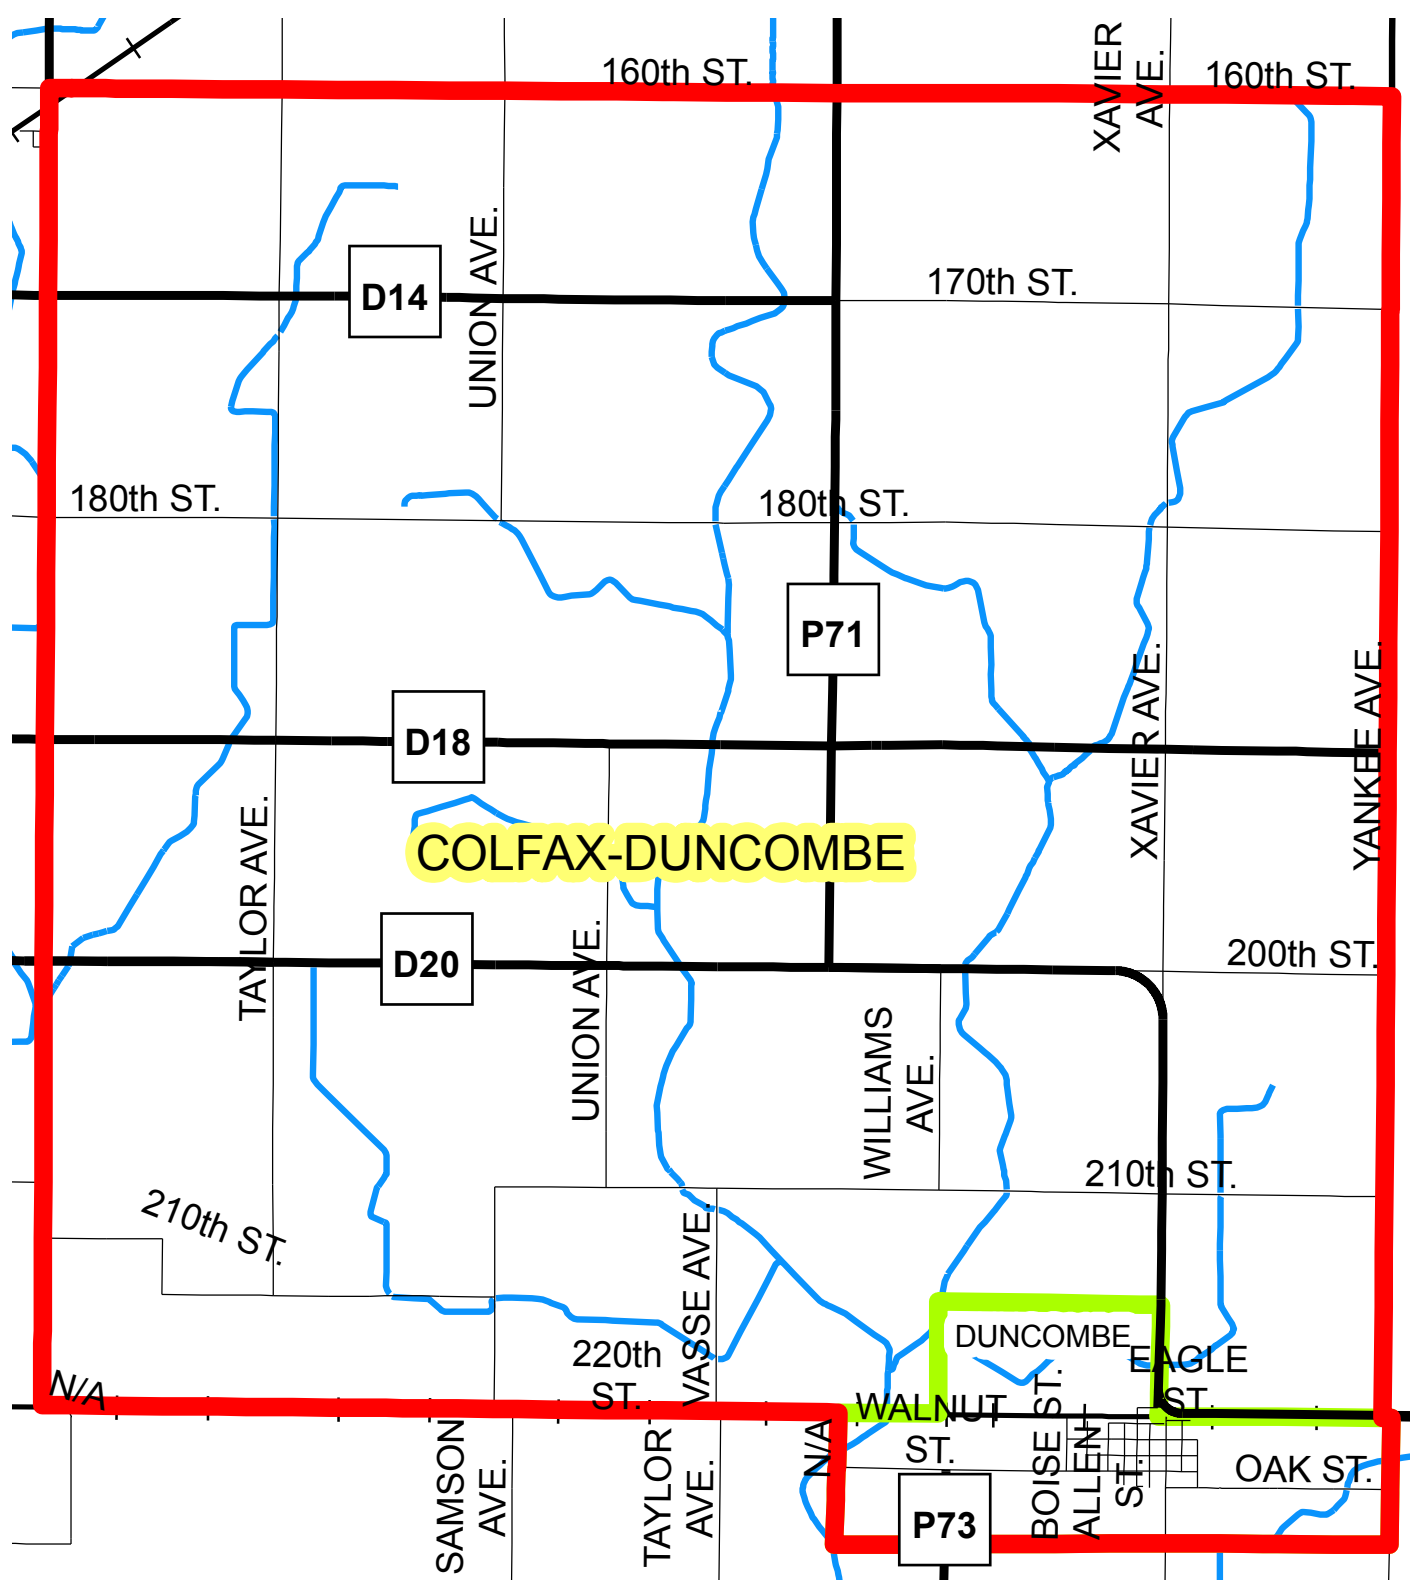 160th ST.
XAVIER
AVE.
160th ST.
UNION AVE.
D14
170th ST.
180th ST.
180th ST.
P71
D18
XAVIER AVE.
YANKEE AVE.
TAYLOR AVE.
COLFAX-DUNCOMBE
D20
UNION AVE.
200th ST.
WILLIAMS
AVE.
210th ST.
210th ST.
VASSE AVE.
DUNCOMBE
220th
ST.
EAGLE
ST.
N/A
WALNUT
ST.
N/A
BOISE ST.
ALLEN
ST.
OAK ST.
SAMSON
AVE.
TAYLOR
AVE.
P73